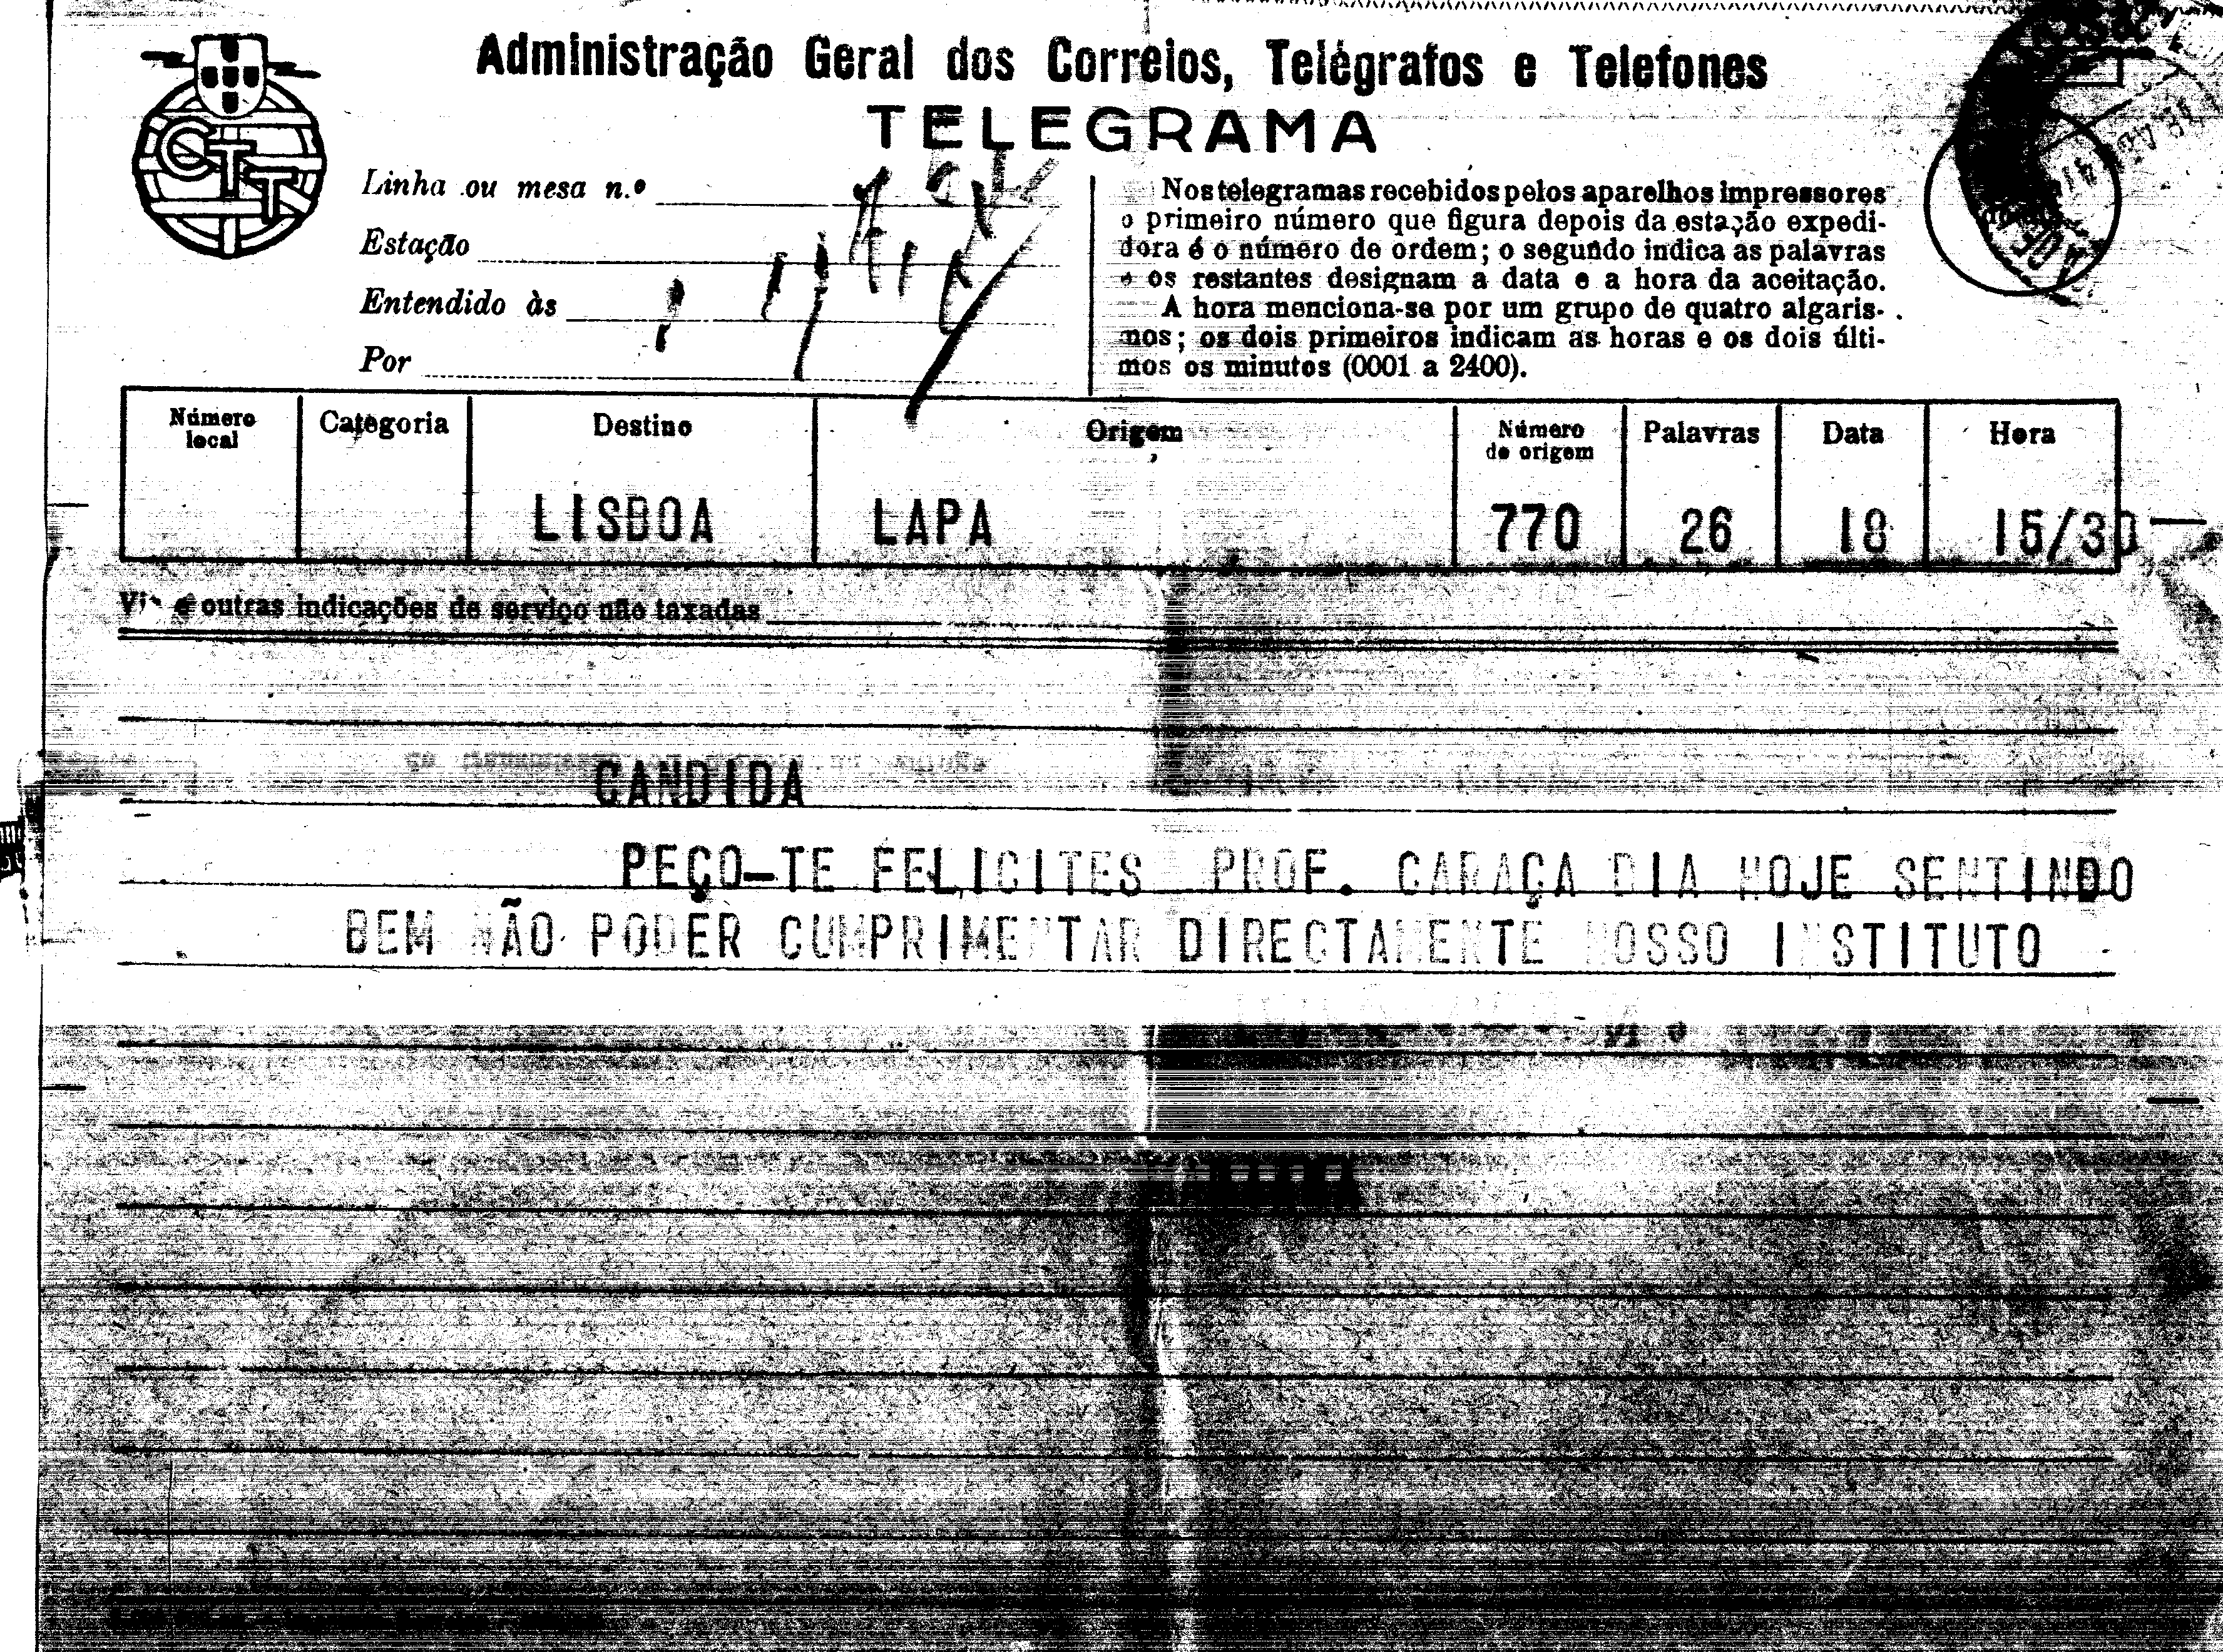 Administração Geral dos Correios, Telégrafos e Telefones
TELEGRAMA
CTT
Linha ou mesa n.º
Estação
Entendido às
Por
Nos telegramas recebidos pelos aparelhos impressores
o primeiro número que figura depois da estação expedi-
dora é o número de ordem; o segundo indica as palavras
e os restantes designam a data e a hora da aceitação.
A hora menciona-se por um grupo de quatro algaris-
mos; os dois primeiros indicam as horas e os dois últi-
mos os minutos (0001 a 2400).
Número local Categoria Destino Origem Número de origem Palavras Data Hora
LISBOA LAPA 770 26 18 15/30
Via e outras indicações de serviço não taxadas
CANDIDA
PEÇO-TE FELICITES PROF. CARAÇA DIA HOJE SENTINDO
BEM NÃO PODER CUMPRIMENTAR DIRECTAMENTE NOSSO INSTITUTO